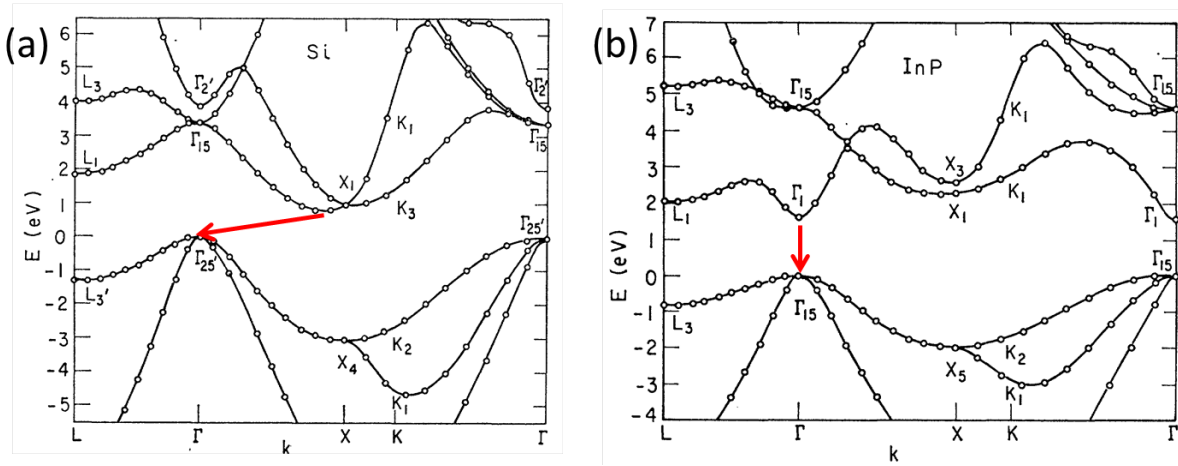 (a)
Si
E (eV)
6
5
4
3
2
1
0
-1
-2
-3
-4
-5
L₃
L₁
L₃'
Γ₂'
Γ₁₅
Γ₂₅'
X₁
X₄
K₁
K₃
K₂
K₁
Γ₂'
Γ₁₅
Γ₂₅'
L Γ X K Γ
k
(b)
InP
E (eV)
7
6
5
4
3
2
1
0
-1
-2
-3
-4
L₃
L₁
L₃
Γ₁₅
Γ₁
Γ₁₅
X₃
X₁
X₅
K₁
K₁
K₂
K₁
Γ₁₅
Γ₁
Γ₁₅
L Γ X K Γ
k